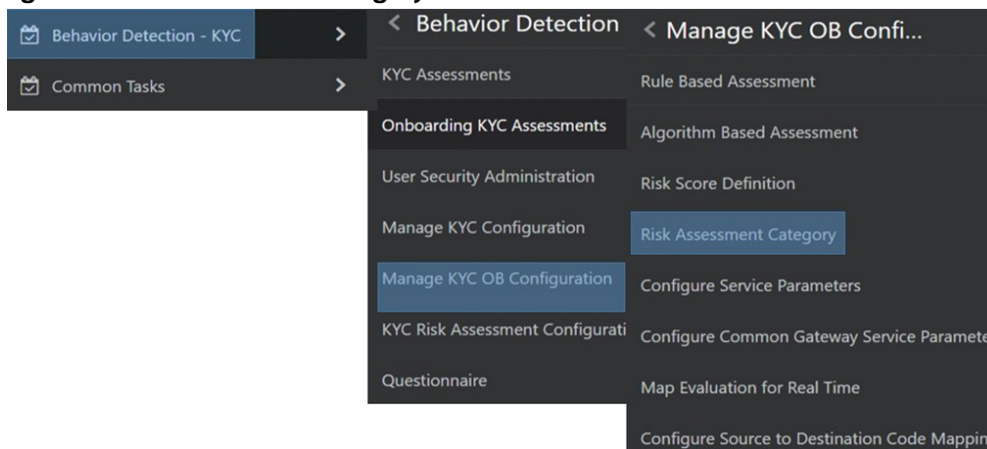 Behavior Detection - KYC
Common Tasks
Behavior Detection
KYC Assessments
Onboarding KYC Assessments
User Security Administration
Manage KYC Configuration
Manage KYC OB Configuration
KYC Risk Assessment Configurati
Questionnaire
Manage KYC OB Confi...
Rule Based Assessment
Algorithm Based Assessment
Risk Score Definition
Risk Assessment Category
Configure Service Parameters
Configure Common Gateway Service Paramete
Map Evaluation for Real Time
Configure Source to Destination Code Mappin